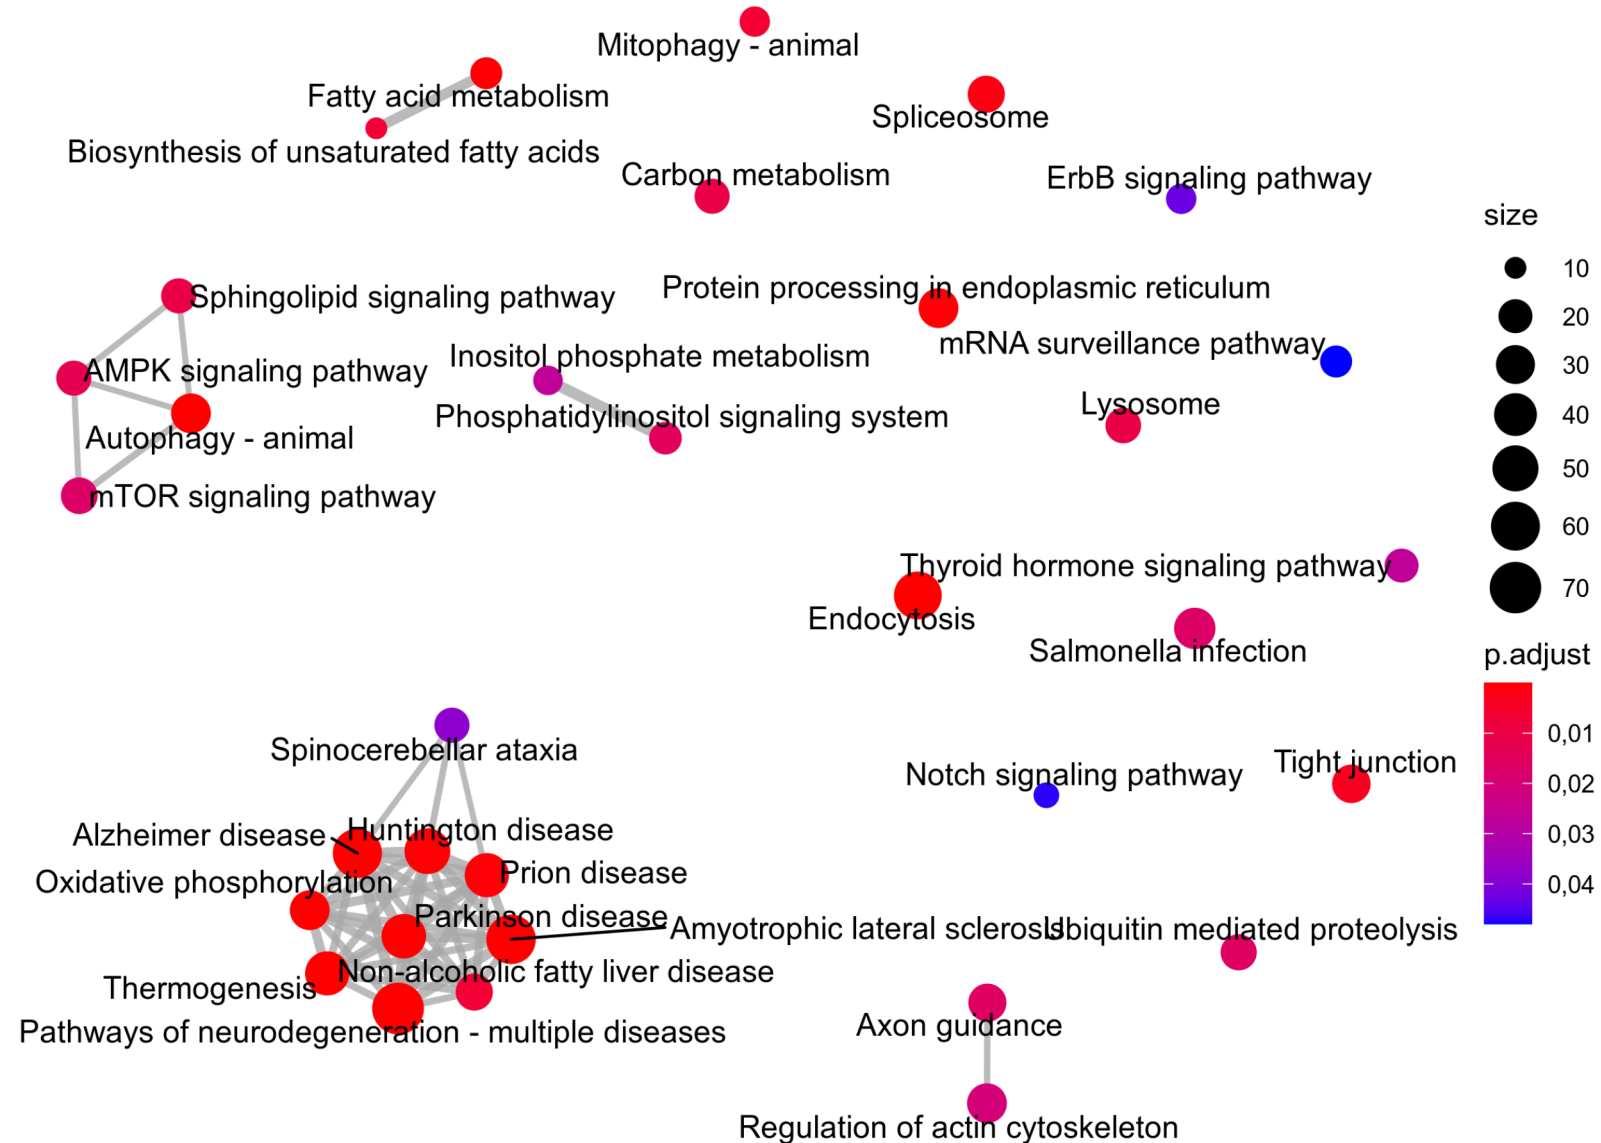 Mitophagy - animal
Fatty acid metabolism
Spliceosome
Biosynthesis of unsaturated fatty acids
Carbon metabolism
ErbB signaling pathway
Sphingolipid signaling pathway
Protein processing in endoplasmic reticulum
mRNA surveillance pathway
Inositol phosphate metabolism
AMPK signaling pathway
Lysosome
Phosphatidylinositol signaling system
Autophagy - animal
mTOR signaling pathway
Thyroid hormone signaling pathway
Endocytosis
Salmonella infection
Spinocerebellar ataxia
Tight junction
Notch signaling pathway
Alzheimer disease
Huntington disease
Prion disease
Oxidative phosphorylation
Parkinson disease
Amyotrophic lateral sclerosis
Ubiquitin mediated proteolysis
Non-alcoholic fatty liver disease
Thermogenesis
Pathways of neurodegeneration - multiple diseases
Axon guidance
Regulation of actin cytoskeleton
size
10
20
30
40
50
60
70
p.adjust
0,01
0,02
0,03
0,04